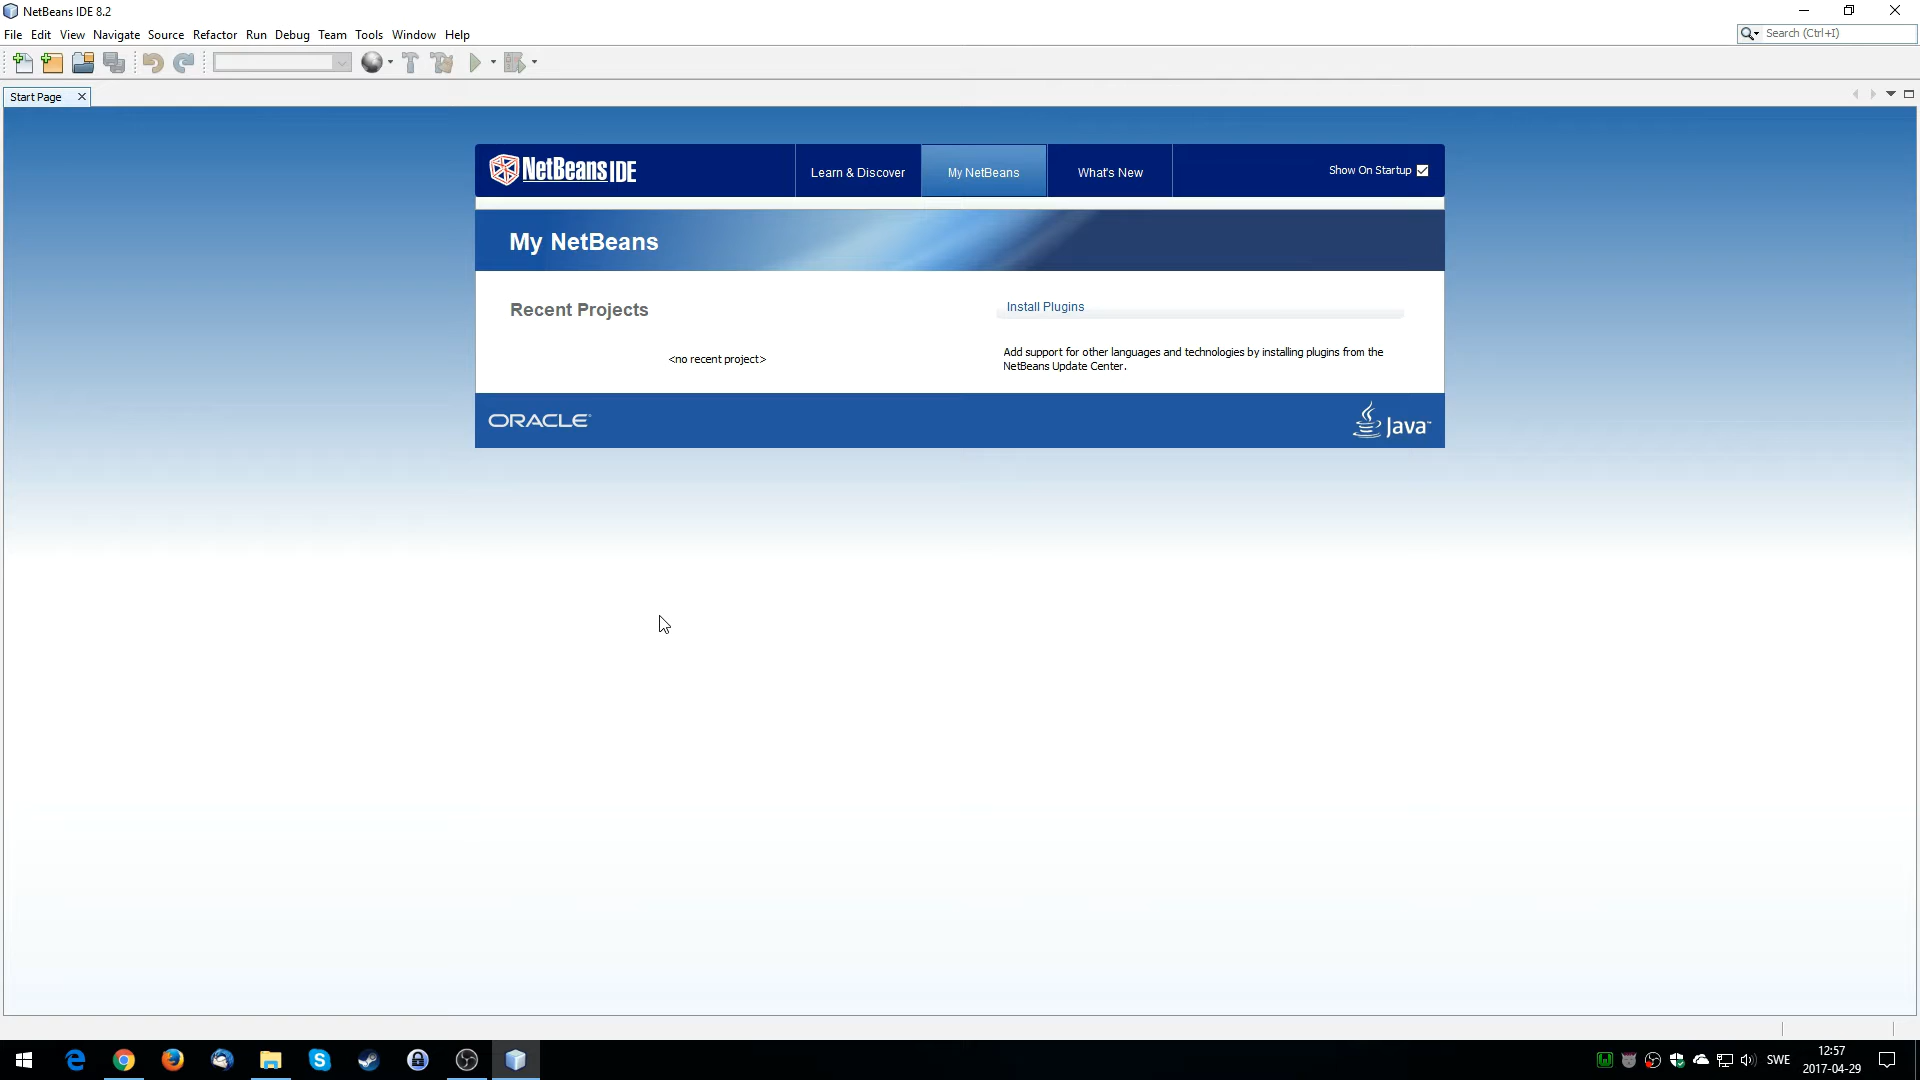 NetBeans IDE 8.2
File Edit View Navigate Source Refactor Run Debug Team Tools Window Help
Search (Ctrl+I)
Start Page
NetBeans IDE
Learn & Discover
My NetBeans
What's New
Show On Startup
My NetBeans
Recent Projects
<no recent project>
Install Plugins
Add support for other languages and technologies by installing plugins from the
NetBeans Update Center.
ORACLE
Java
SWE
12:57
2017-04-29